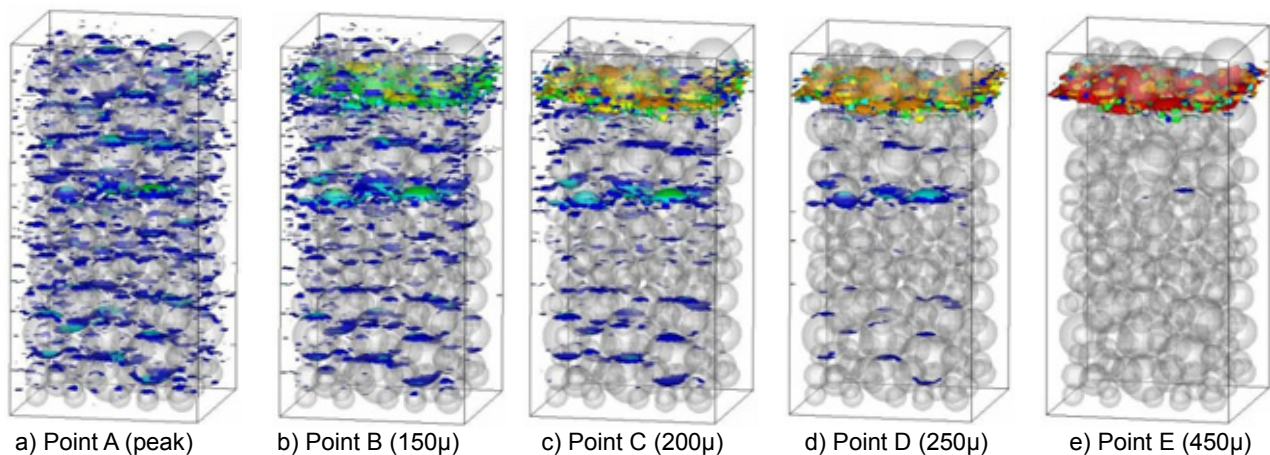 a) Point A (peak)
b) Point B (150µ)
c) Point C (200µ)
d) Point D (250µ)
e) Point E (450µ)